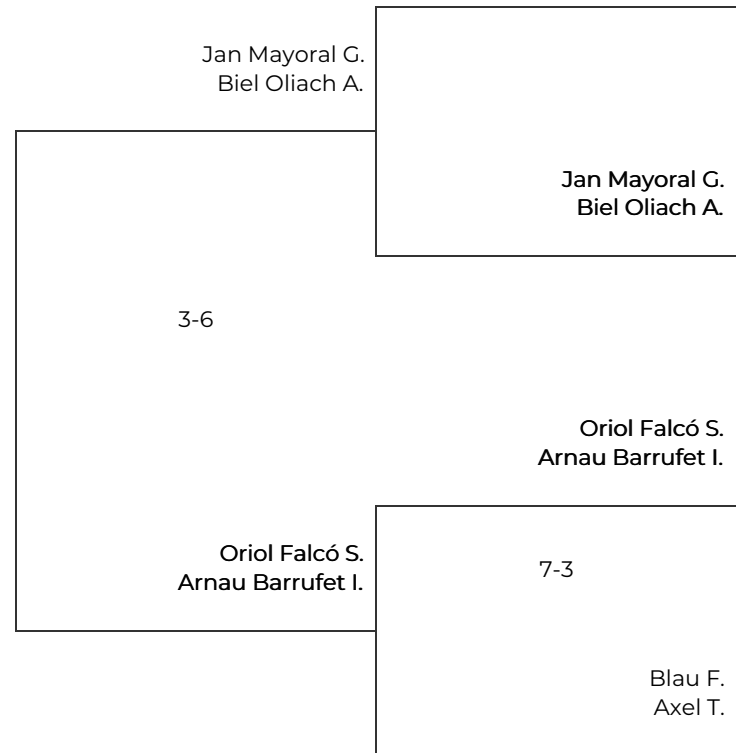 Jan Mayoral G.
Biel Oliach A.
Jan Mayoral G.
Biel Oliach A.
3-6
Oriol Falcó S.
Arnau Barrufet I.
Oriol Falcó S.
Arnau Barrufet I.
7-3
Blau F.
Axel T.